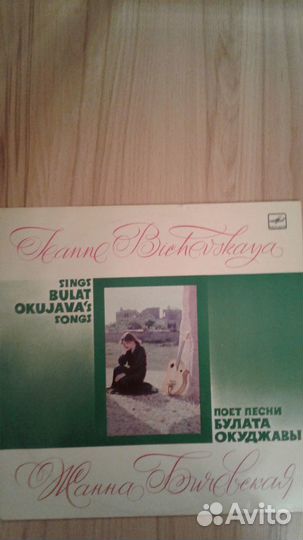 Jeanne Bichevskaya
SINGS
BULAT
OKUJAVA's
SONGS
ПОЕТ ПЕСНИ
БУЛАТА
ОКУДЖАВЫ
Жанна Бичевская
Avito